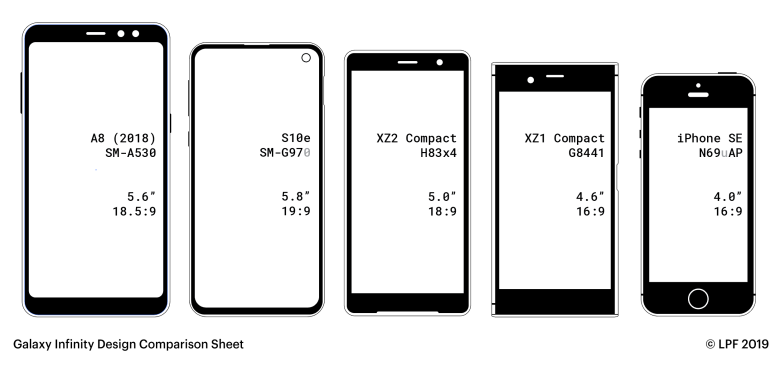 A8 (2018)
SM-A530
5.6″
18.5:9
S10e
SM-G970
5.8″
19:9
XZ2 Compact
H83x4
5.0″
18:9
XZ1 Compact
G8441
4.6″
16:9
iPhone SE
N69uAP
4.0″
16:9
Galaxy Infinity Design Comparison Sheet
© LPF 2019